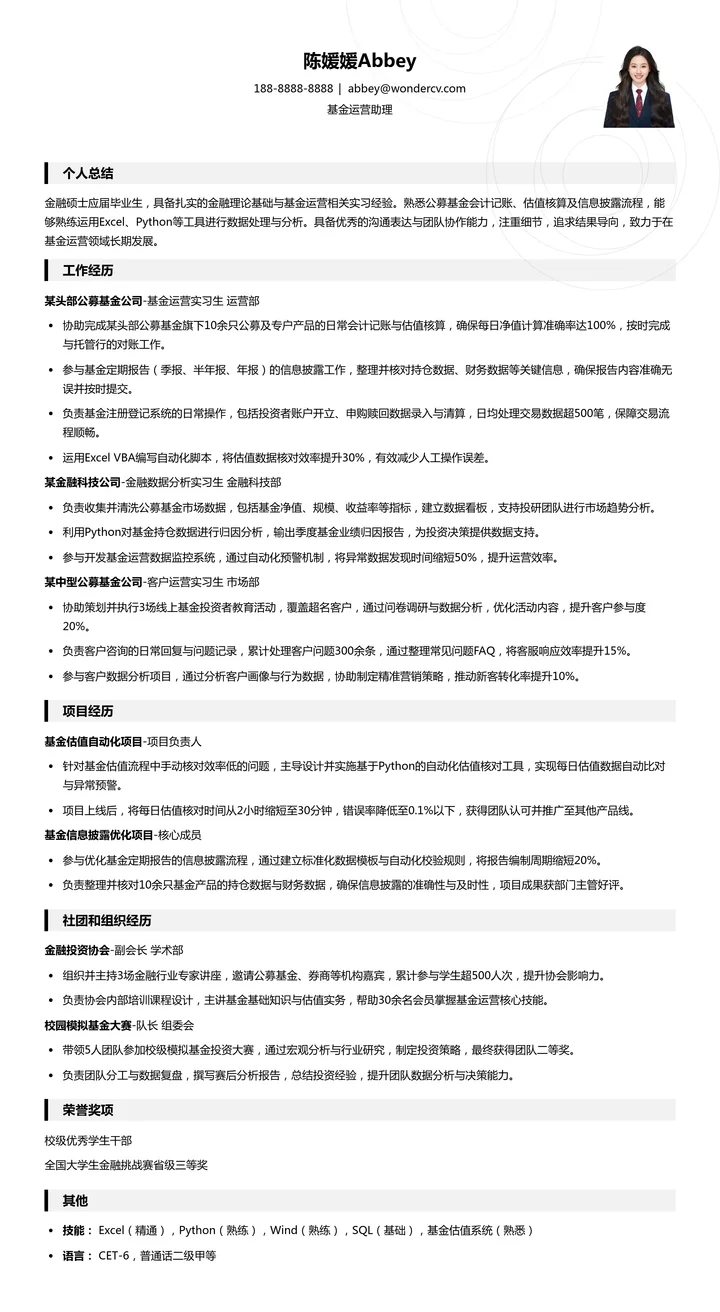 陈媛媛Abbey
188-8888-8888 | abbey@wondercv.com
基金运营助理
个人总结
金融硕士应届毕业生，具备扎实的金融理论基础与基金运营相关实习经验。熟悉公募基金会计记账、估值核算及信息披露流程，能
够熟练运用Excel、Python等工具进行数据处理与分析。具备优秀的沟通表达与团队协作能力，注重细节，追求结果导向，致力于在
基金运营领域长期发展。
工作经历
某头部公募基金公司-基金运营实习生 运营部
• 协助完成某头部公募基金旗下10余只公募及专户产品的日常会计记账与估值核算，确保每日净值计算准确率达100%，按时完成
与托管行的对账工作。
• 参与基金定期报告（季报、半年报、年报）的信息披露工作，整理并核对持仓数据、财务数据等关键信息，确保报告内容准确无
误并按时提交。
• 负责基金注册登记系统的日常操作，包括投资者账户开立、申购赎回数据录入与清算，日均处理交易数据超500笔，保障交易流
程顺畅。
• 运用Excel VBA编写自动化脚本，将估值数据核对效率提升30%，有效减少人工操作误差。
某金融科技公司-金融数据分析实习生 金融科技部
• 负责收集并清洗公募基金市场数据，包括基金净值、规模、收益率等指标，建立数据看板，支持投研团队进行市场趋势分析。
• 利用Python对基金持仓数据进行归因分析，输出季度基金业绩归因报告，为投资决策提供数据支持。
• 参与开发基金运营数据监控系统，通过自动化预警机制，将异常数据发现时间缩短50%，提升运营效率。
某中型公募基金公司-客户运营实习生 市场部
• 协助策划并执行3场线上基金投资者教育活动，覆盖超名客户，通过问卷调研与数据分析，优化活动内容，提升客户参与度
20%。
• 负责客户咨询的日常回复与问题记录，累计处理客户问题300余条，通过整理常见问题FAQ，将客服响应效率提升15%。
• 参与客户数据分析项目，通过分析客户画像与行为数据，协助制定精准营销策略，推动新客转化率提升10%。
项目经历
基金估值自动化项目-项目负责人
• 针对基金估值流程中手动核对效率低的问题，主导设计并实施基于Python的自动化估值核对工具，实现每日估值数据自动比对
与异常预警。
• 项目上线后，将每日估值核对时间从2小时缩短至30分钟，错误率降低至0.1%以下，获得团队认可并推广至其他产品线。
基金信息披露优化项目-核心成员
• 参与优化基金定期报告的信息披露流程，通过建立标准化数据模板与自动化校验规则，将报告编制周期缩短20%。
• 负责整理并核对10余只基金产品的持仓数据与财务数据，确保信息披露的准确性与及时性，项目成果获部门主管好评。
社团和组织经历
金融投资协会-副会长 学术部
• 组织并主持3场金融行业专家讲座，邀请公募基金、券商等机构嘉宾，累计参与学生超500人次，提升协会影响力。
• 负责协会内部培训课程设计，主讲基金基础知识与估值实务，帮助30余名会员掌握基金运营核心技能。
校园模拟基金大赛-队长 组委会
• 带领5人团队参加校级模拟基金投资大赛，通过宏观分析与行业研究，制定投资策略，最终获得团队二等奖。
• 负责团队分工与数据复盘，撰写赛后分析报告，总结投资经验，提升团队数据分析与决策能力。
荣誉奖项
校级优秀学生干部
全国大学生金融挑战赛省级三等奖
其他
• 技能： Excel（精通），Python（熟练），Wind（熟练），SQL（基础），基金估值系统（熟悉）
• 语言： CET-6，普通话二级甲等